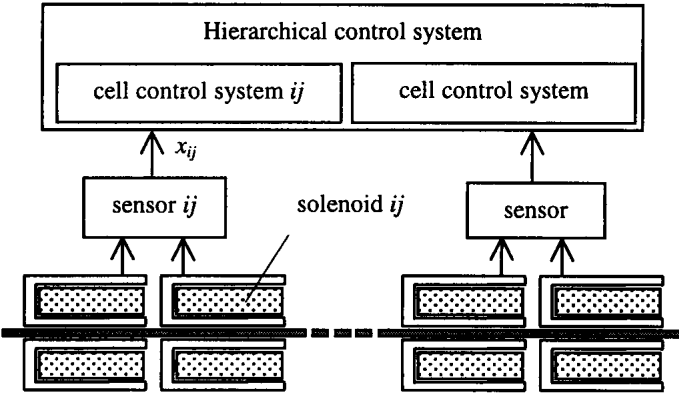 Hierarchical control system
cell control system ij
cell control system
x_ij
sensor ij
solenoid ij
sensor